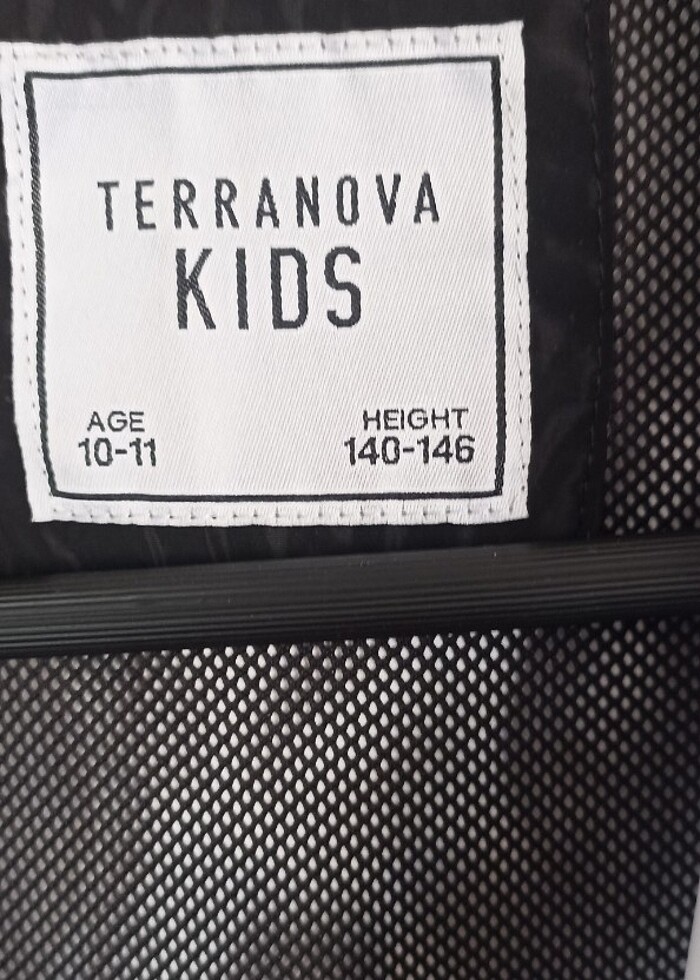 TERRANOVA
KIDS
AGE HEIGHT
10-11 140-146